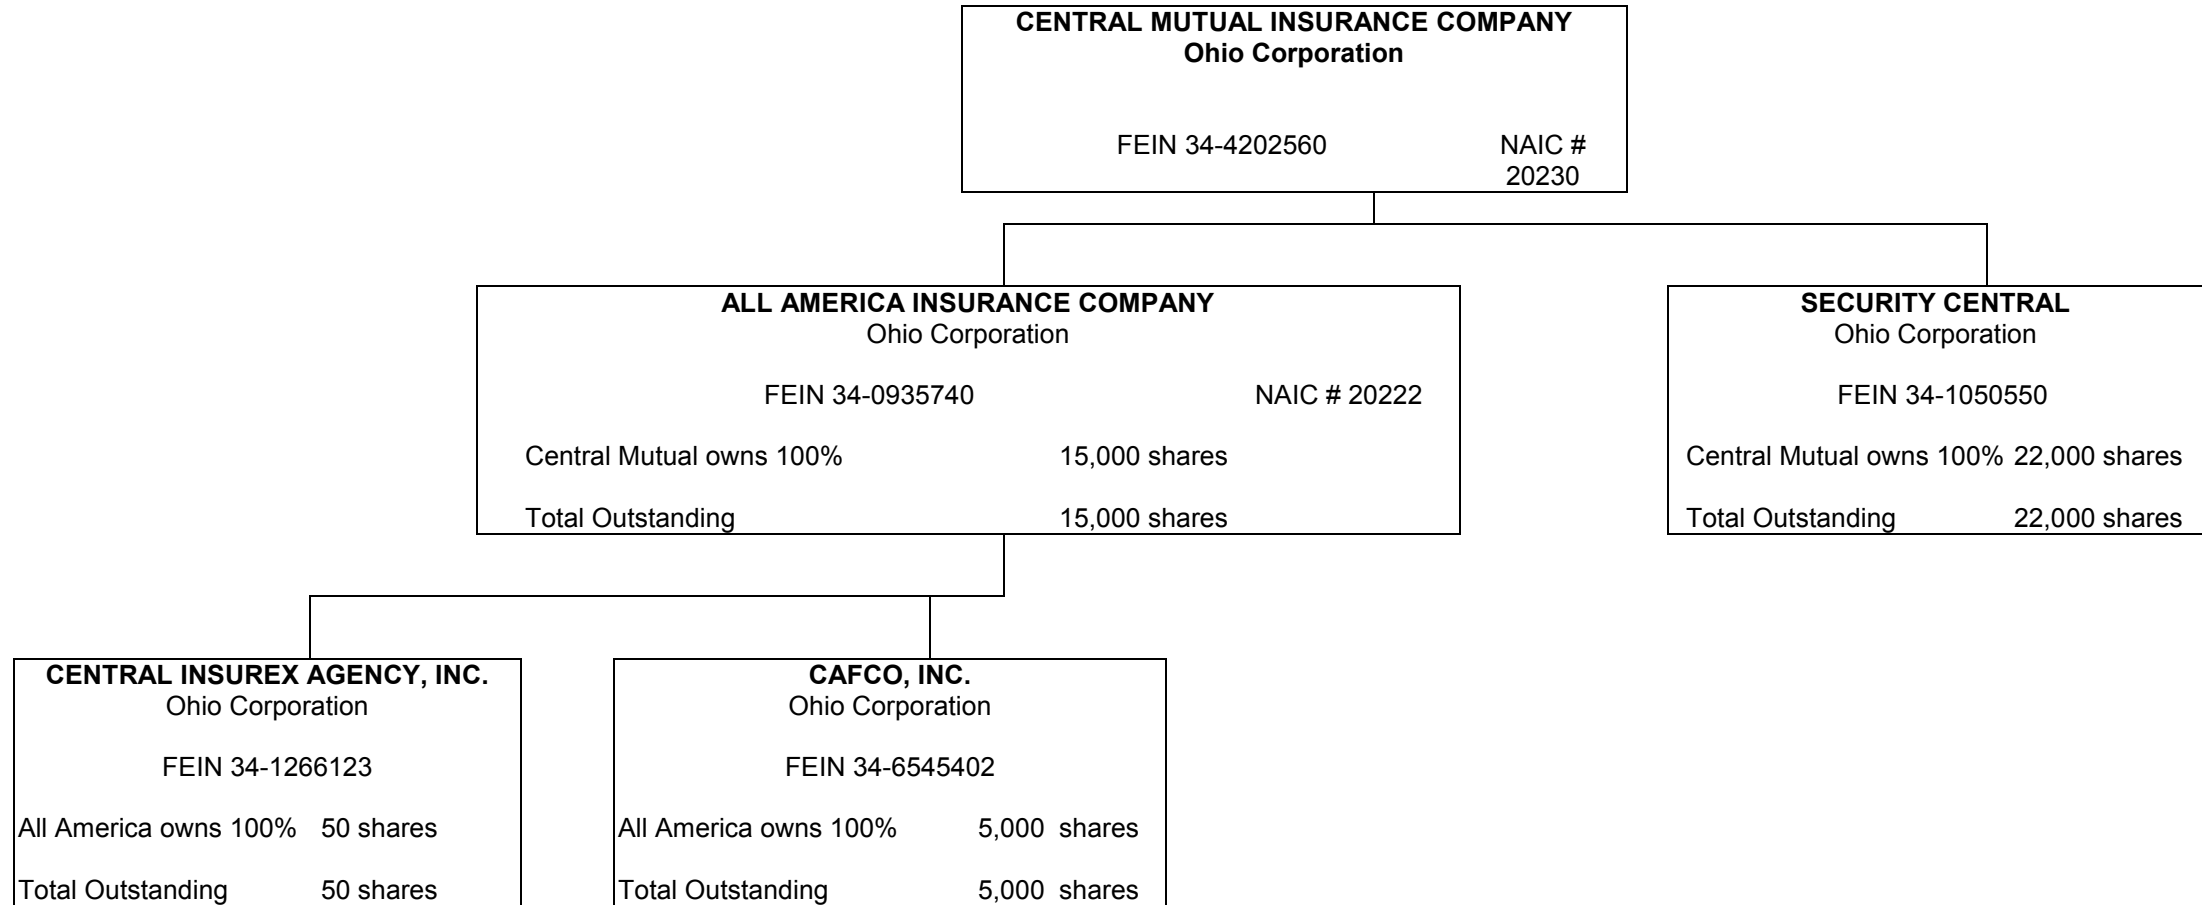 CENTRAL MUTUAL INSURANCE COMPANY
Ohio Corporation
FEIN 34-4202560 NAIC #
20230
ALL AMERICA INSURANCE COMPANY
Ohio Corporation
FEIN 34-0935740 NAIC # 20222
Central Mutual owns 100% 15,000 shares
Total Outstanding 15,000 shares
SECURITY CENTRAL
Ohio Corporation
FEIN 34-1050550
Central Mutual owns 100% 22,000 shares
Total Outstanding 22,000 shares
CENTRAL INSUREX AGENCY, INC.
Ohio Corporation
FEIN 34-1266123
All America owns 100% 50 shares
Total Outstanding 50 shares
CAFCO, INC.
Ohio Corporation
FEIN 34-6545402
All America owns 100% 5,000 shares
Total Outstanding 5,000 shares